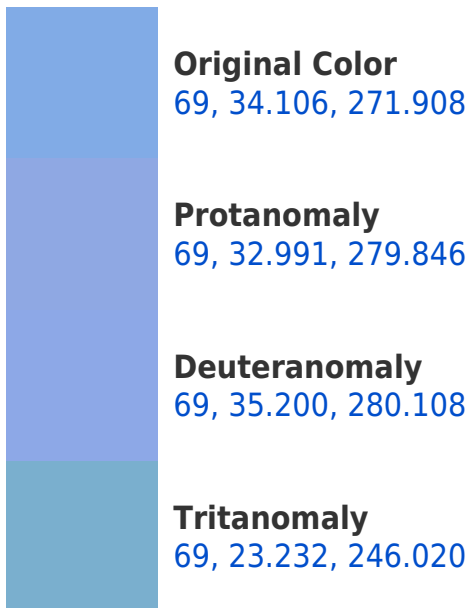 Original Color
69, 34.106, 271.908
Protanomaly
69, 32.991, 279.846
Deuteranomaly
69, 35.200, 280.108
Tritanomaly
69, 23.232, 246.020